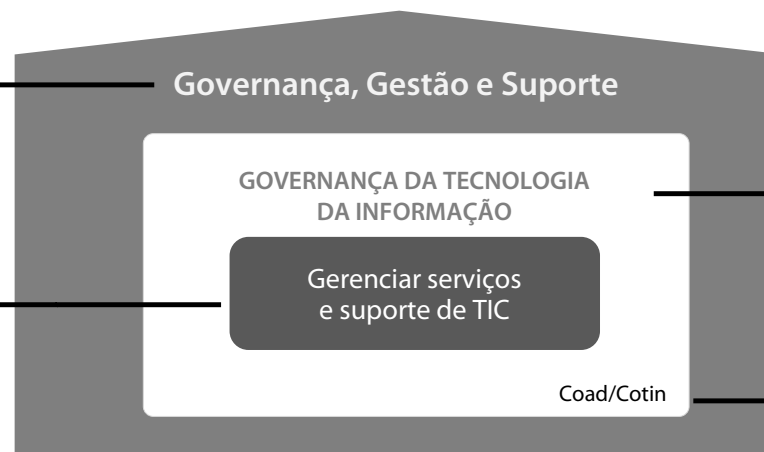 Governança, Gestão e Suporte
GOVERNANÇA DA TECNOLOGIA
DA INFORMAÇÃO
Gerenciar serviços
e suporte de TIC
Coad/Cotin